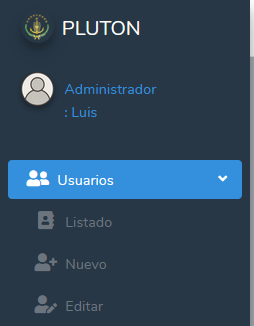 PLUTON
Administrador
: Luis
Usuarios
Listado
Nuevo
Editar